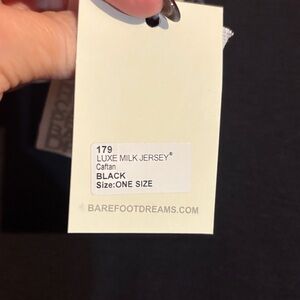 179
LUXE MILK JERSEY®
Caftan
BLACK
Size:ONE SIZE
BAREFOOTDREAMS.COM